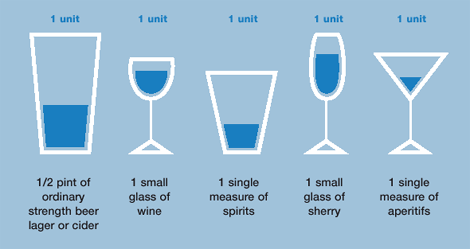 1 unit
1 unit
1 unit
1 unit
1 unit
1/2 pint of
ordinary
strength beer
lager or cider
1 small
glass of
wine
1 single
measure of
spirits
1 small
glass of
sherry
1 single
measure of
aperitifs